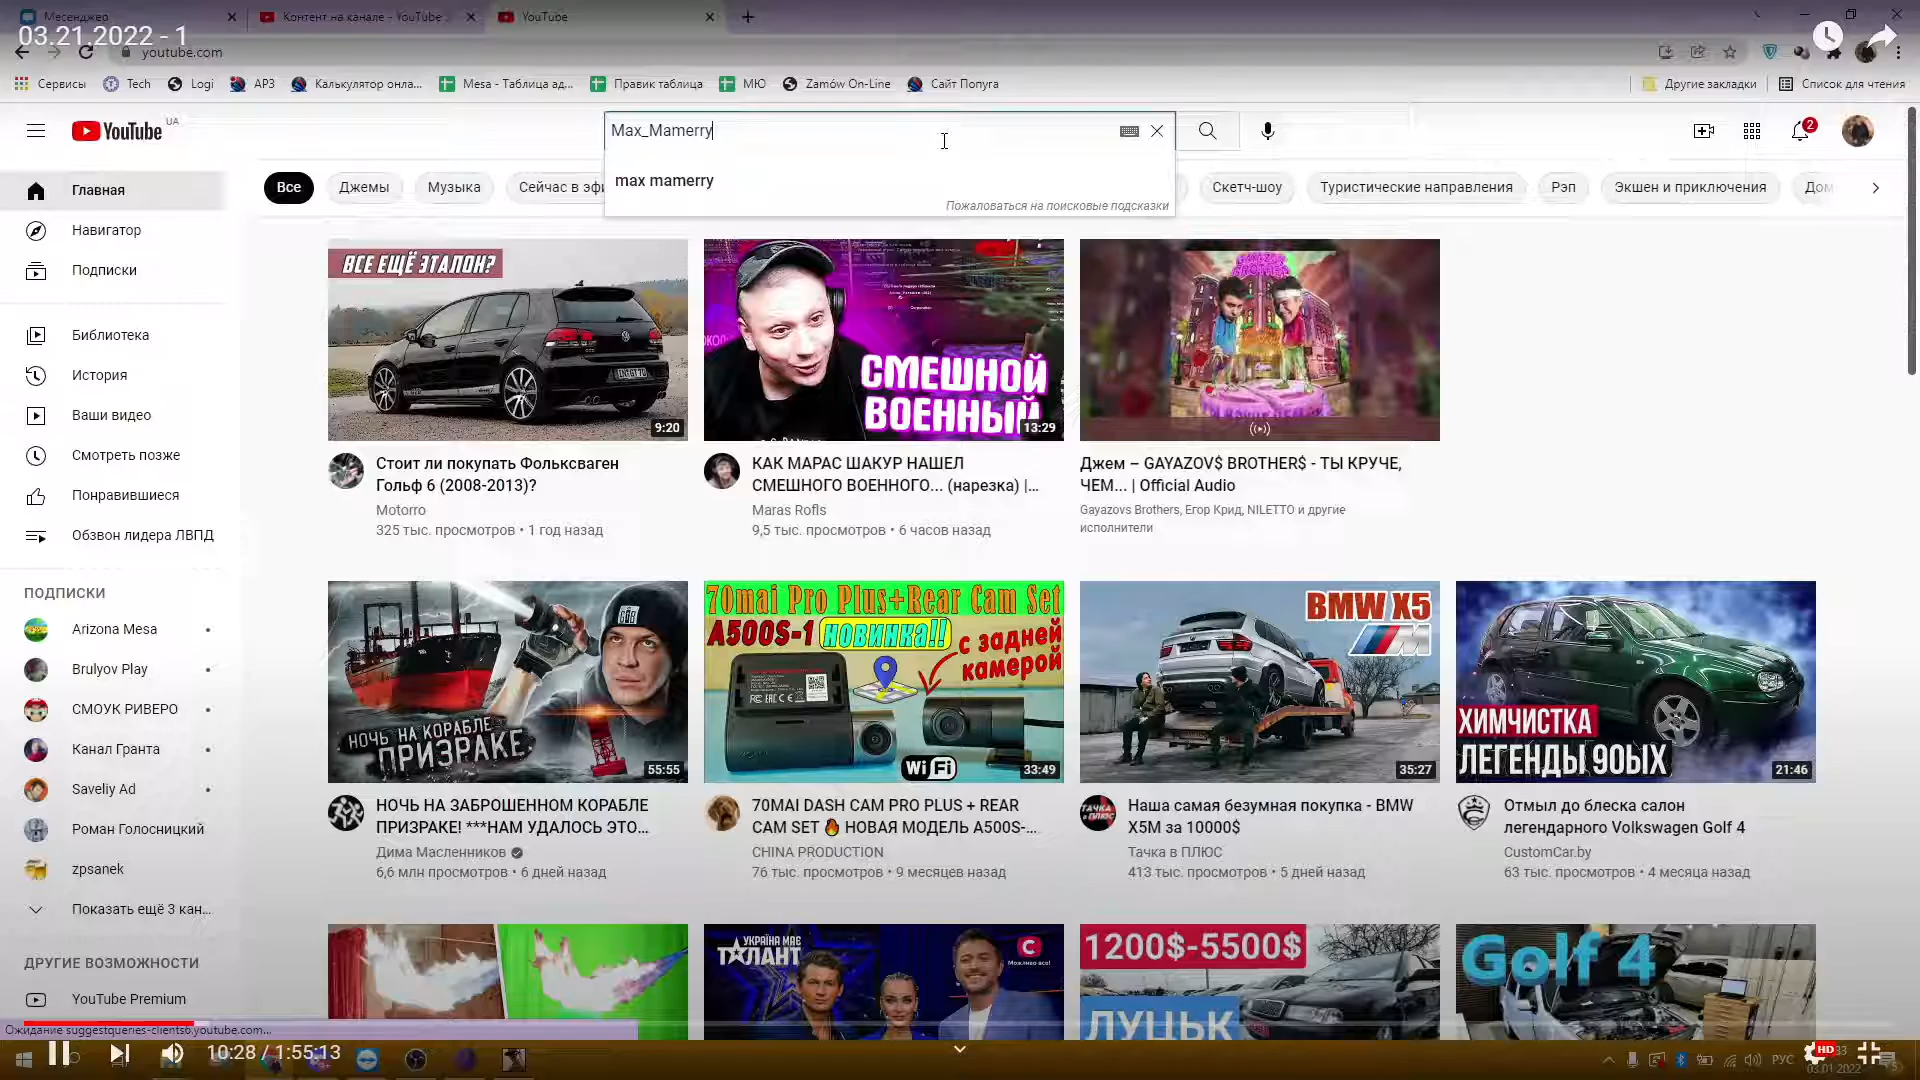 Месенджер
Контент на канале - YouTube
YouTube
03.21.2022 - 1
youtube.com
Сервисы
Tech
Logi
АРЗ
Калькулятор онла...
Mesa - Таблица ад...
Правик таблица
МЮ
Zamów On-Line
Сайт Попуга
Другие закладки
Список для чтения
YouTube UA
Max_Mamerry
2
max mamerry
Пожаловаться на поисковые подсказки
Все
Джемы
Музыка
Сейчас в эфи
Скетч-шоу
Туристические направления
Рэп
Экшен и приключения
Дом
Главная
Навигатор
Подписки
Библиотека
История
Ваши видео
Смотреть позже
Понравившиеся
Обзвон лидера ЛВПД
ПОДПИСКИ
Arizona Mesa
Brulyov Play
СМОУК РИВЕРО
Канал Гранта
Saveliy Ad
Роман Голосницкий
zpsanek
Показать ещё 3 кан...
ДРУГИЕ ВОЗМОЖНОСТИ
YouTube Premium
ВСЕ ЕЩЁ ЭТАЛОН?
9:20
Стоит ли покупать Фольксваген
Гольф 6 (2008-2013)?
Motorro
325 тыс. просмотров • 1 год назад
СМЕШНОЙ
ВОЕННЫЙ
13:29
КАК МАРАС ШАКУР НАШЕЛ
СМЕШНОГО ВОЕННОГО... (нарезка) |...
Maras Rofls
9,5 тыс. просмотров • 6 часов назад
Джем – GAYAZOV$ BROTHER$ - ТЫ КРУЧЕ,
ЧЕМ... | Official Audio
Gayazovs Brothers, Егор Крид, NILETTO и другие
исполнители
НОЧЬ НА КОРАБЛЕ
ПРИЗРАКЕ
55:55
НОЧЬ НА ЗАБРОШЕННОМ КОРАБЛЕ
ПРИЗРАКЕ! ***НАМ УДАЛОСЬ ЭТО...
Дима Масленников
6,6 млн просмотров • 6 дней назад
70mai Pro Plus+Rear Cam Set
A500S-1 новинка!!
с задней
камерой
WiFi
33:49
70MAI DASH CAM PRO PLUS + REAR
CAM SET 🔥 НОВАЯ МОДЕЛЬ A500S-...
CHINA PRODUCTION
76 тыс. просмотров • 9 месяцев назад
BMW X5
M
35:27
Наша самая безумная покупка - BMW
X5M за 10000$
Тачка в ПЛЮС
413 тыс. просмотров • 5 дней назад
ХИМЧИСТКА
ЛЕГЕНДЫ 90ЫХ
21:46
Отмыл до блеска салон
легендарного Volkswagen Golf 4
CustomCar.by
63 тыс. просмотров • 4 месяца назад
УКРАЇНА МАЄ
ТАЛАНТ
Можливо все!
1200$-5500$
ЛУЦЬК
Golf 4
Ожидание suggestqueries-clients6.youtube.com...
10:28 / 1:55:13
РУС
HD
03.01.2022